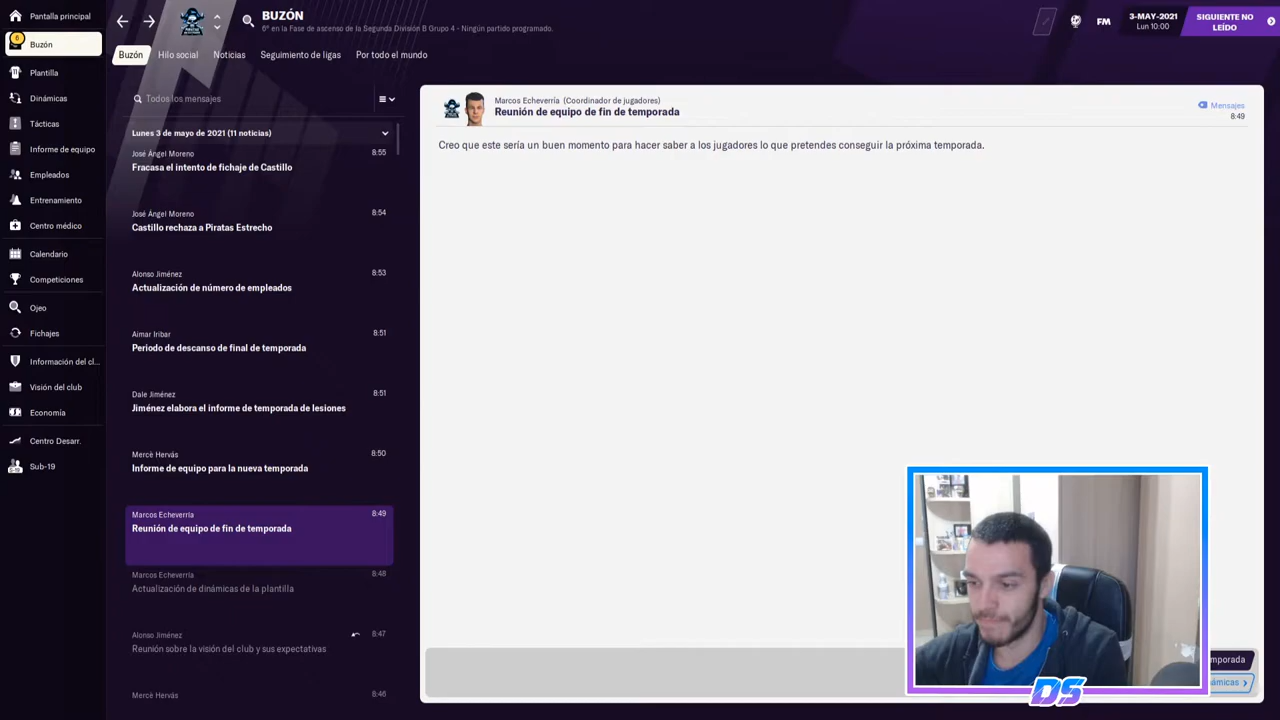 Pantalla principal
6
Buzón
Plantilla
Dinámicas
Tácticas
Informe de equipo
Empleados
Entrenamiento
Centro médico
Calendario
Competiciones
Ojeo
Fichajes
Información del cl...
Visión del club
Economía
Centro Desarr.
Sub-19
BUZÓN
6º en la Fase de ascenso de la Segunda División B Grupo 4 - Ningún partido programado.
FM
3-MAY-2021
Lun 10:00
SIGUIENTE NO LEÍDO
Buzón
Hilo social
Noticias
Seguimiento de ligas
Por todo el mundo
Todos los mensajes
Lunes 3 de mayo de 2021 (11 noticias)
José Ángel Moreno 8:55
Fracasa el intento de fichaje de Castillo
José Ángel Moreno 8:54
Castillo rechaza a Piratas Estrecho
Alonso Jiménez 8:53
Actualización de número de empleados
Aimar Iribar 8:51
Periodo de descanso de final de temporada
Dale Jiménez 8:51
Jiménez elabora el informe de temporada de lesiones
Mercè Hervás 8:50
Informe de equipo para la nueva temporada
Marcos Echeverría 8:49
Reunión de equipo de fin de temporada
Marcos Echeverría 8:48
Actualización de dinámicas de la plantilla
Alonso Jiménez 8:47
Reunión sobre la visión del club y sus expectativas
Mercè Hervás 8:46
Marcos Echeverría (Coordinador de jugadores)
Reunión de equipo de fin de temporada
Mensajes
8:49
Creo que este sería un buen momento para hacer saber a los jugadores lo que pretendes conseguir la próxima temporada.
mporada
námicas
DS